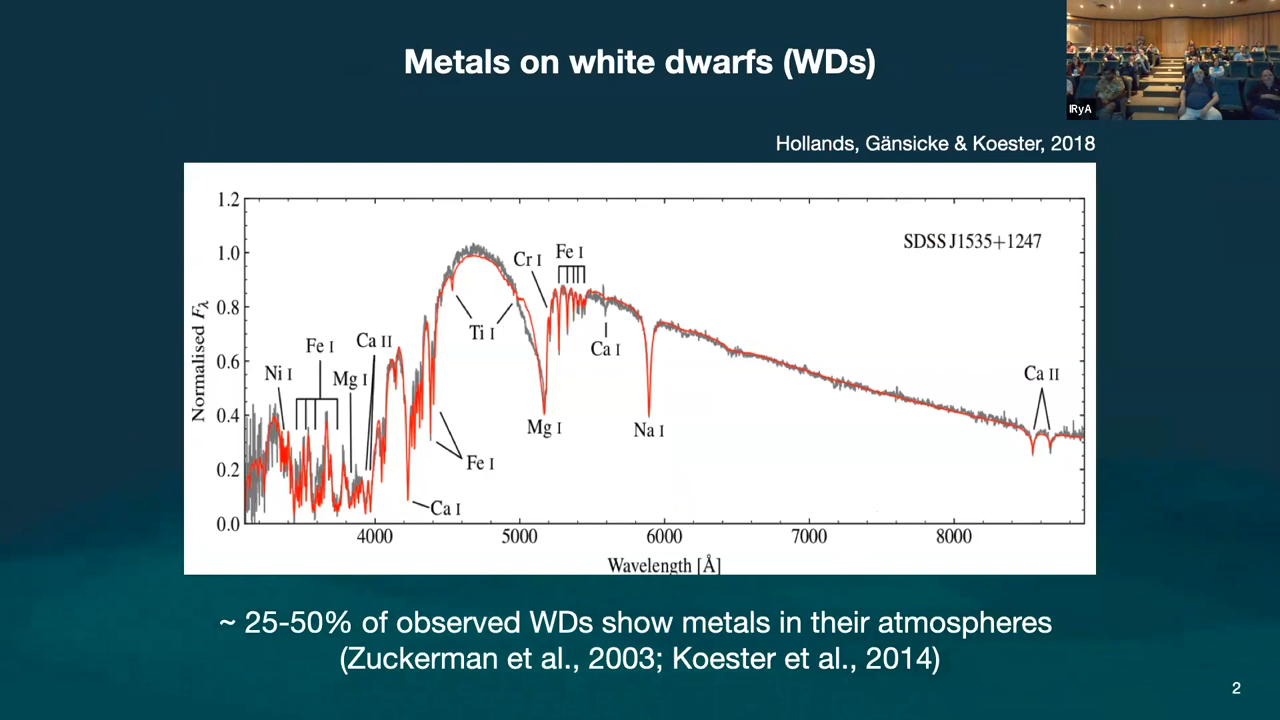 Metals on white dwarfs (WDs)
IRyA
Hollands, Gänsicke & Koester, 2018
1.2
1.0
0.8
0.6
0.4
0.2
0.0
Normalised Fλ
SDSS J1535+1247
Cr I
Fe I
Ti I
Ca I
Ca II
Fe I
Ni I
Mg I
Ca II
Mg I
Na I
Fe I
Ca I
4000
5000
6000
7000
8000
Wavelength [Å]
~ 25-50% of observed WDs show metals in their atmospheres
(Zuckerman et al., 2003; Koester et al., 2014)
2